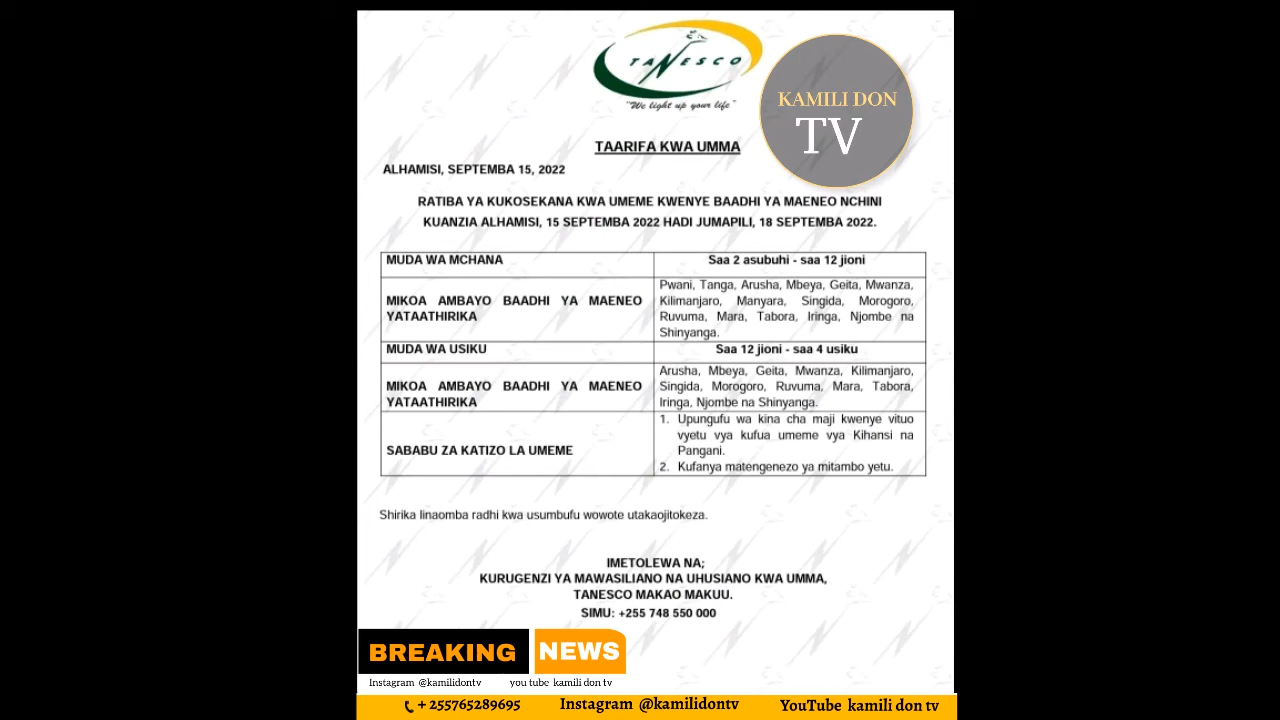 TANESCO
"We light up your life"
KAMILI DON
TV
TAARIFA KWA UMMA
ALHAMISI, SEPTEMBA 15, 2022
RATIBA YA KUKOSEKANA KWA UMEME KWENYE BAADHI YA MAENEO NCHINI
KUANZIA ALHAMISI, 15 SEPTEMBA 2022 HADI JUMAPILI, 18 SEPTEMBA 2022.
MUDA WA MCHANA
Saa 2 asubuhi - saa 12 jioni
MIKOA AMBAYO BAADHI YA MAENEO
YATAATHIRIKA
Pwani, Tanga, Arusha, Mbeya, Geita, Mwanza,
Kilimanjaro, Manyara, Singida, Morogoro,
Ruvuma, Mara, Tabora, Iringa, Njombe na
Shinyanga.
MUDA WA USIKU
Saa 12 jioni - saa 4 usiku
MIKOA AMBAYO BAADHI YA MAENEO
YATAATHIRIKA
Arusha, Mbeya, Geita, Mwanza, Kilimanjaro,
Singida, Morogoro, Ruvuma, Mara, Tabora,
Iringa, Njombe na Shinyanga.
SABABU ZA KATIZO LA UMEME
1. Upungufu wa kina cha maji kwenye vituo
vyetu vya kufua umeme vya Kihansi na
Pangani.
2. Kufanya matengenezo ya mitambo yetu.
Shirika linaomba radhi kwa usumbufu wowote utakaojitokeza.
IMETOLEWA NA;
KURUGENZI YA MAWASILIANO NA UHUSIANO KWA UMMA,
TANESCO MAKAO MAKUU.
SIMU: +255 748 550 000
BREAKING NEWS
Instagram @kamilidontv you tube kamili don tv
+ 255765289695 Instagram @kamilidontv YouTube kamili don tv